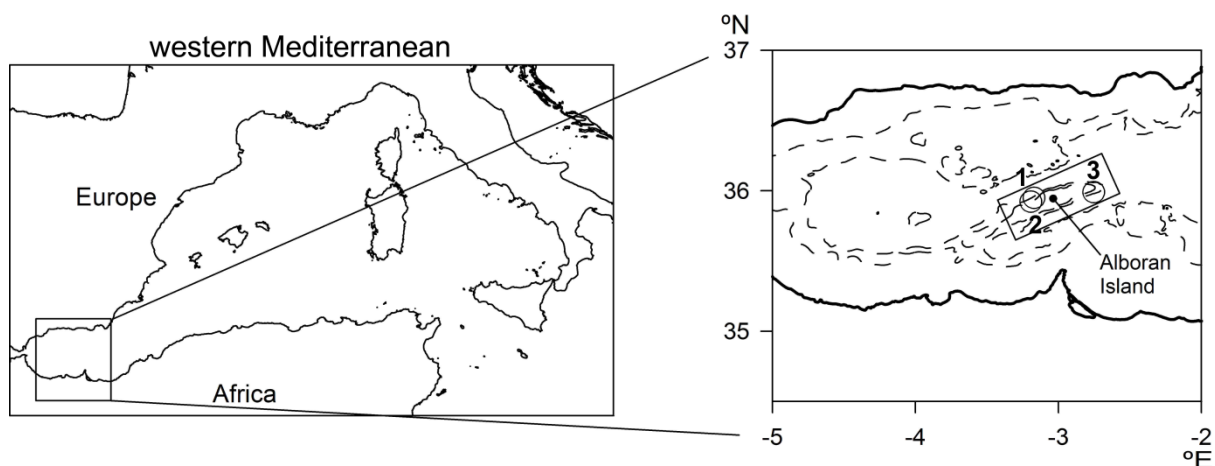 western Mediterranean
Europe
Africa
ºN
37
36
35
1
3
2
Alboran
Island
-5
-4
-3
-2
ºE